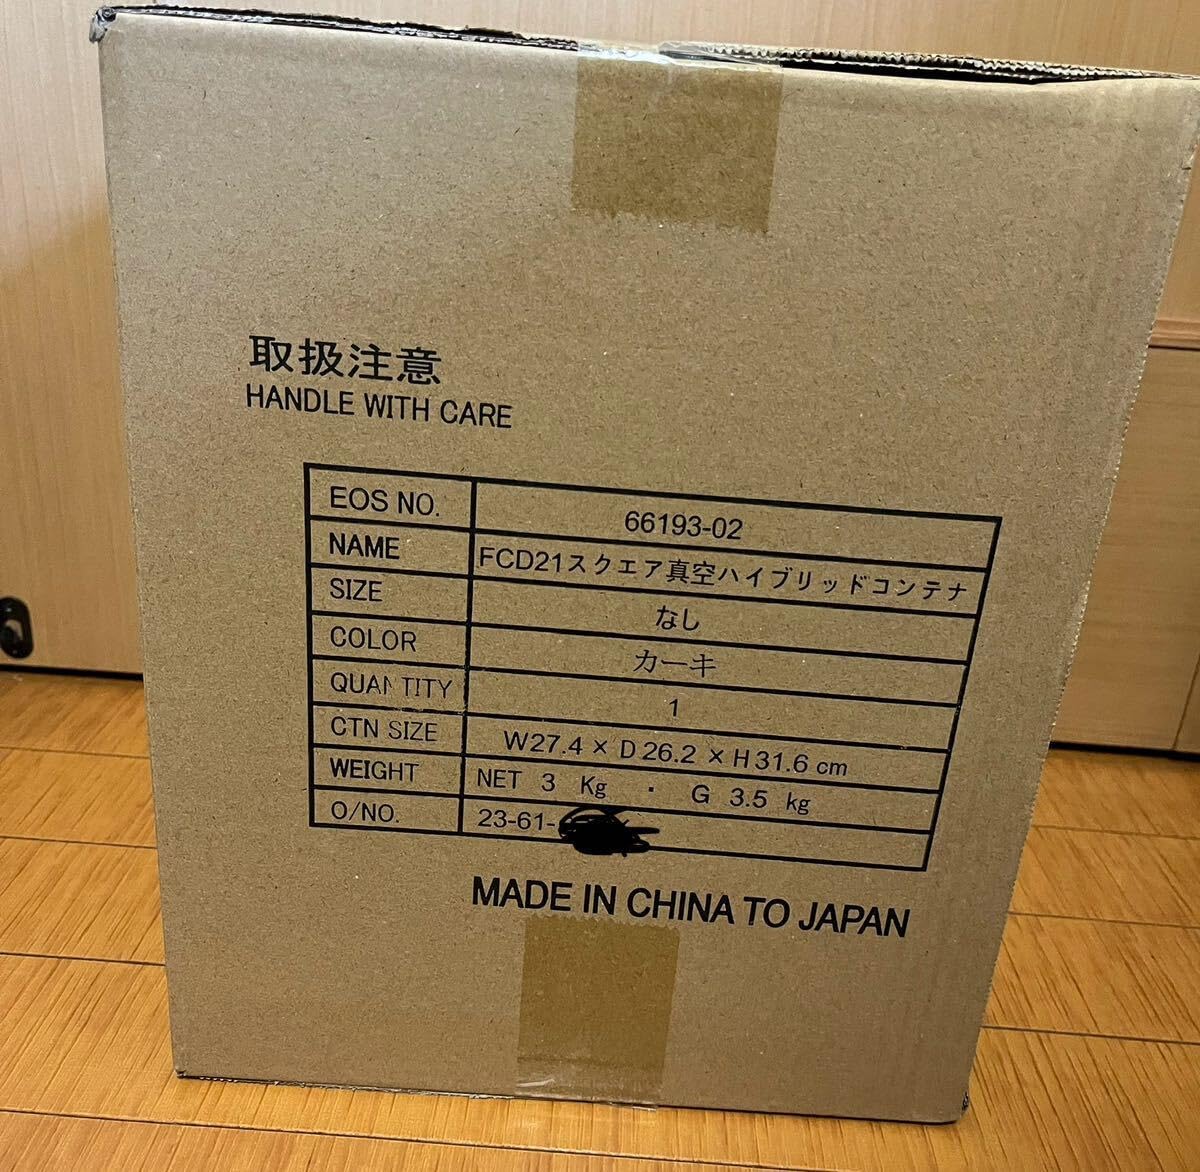 取扱注意
HANDLE WITH CARE
EOS NO. 66193-02
NAME FCD21スクエア真空ハイブリッドコンテナ
SIZE なし
COLOR カーキ
QUANTITY 1
CTN SIZE W27.4 × D26.2 × H31.6 cm
WEIGHT NET 3 Kg ・ G 3.5 kg
O/NO. 23-61-
MADE IN CHINA TO JAPAN